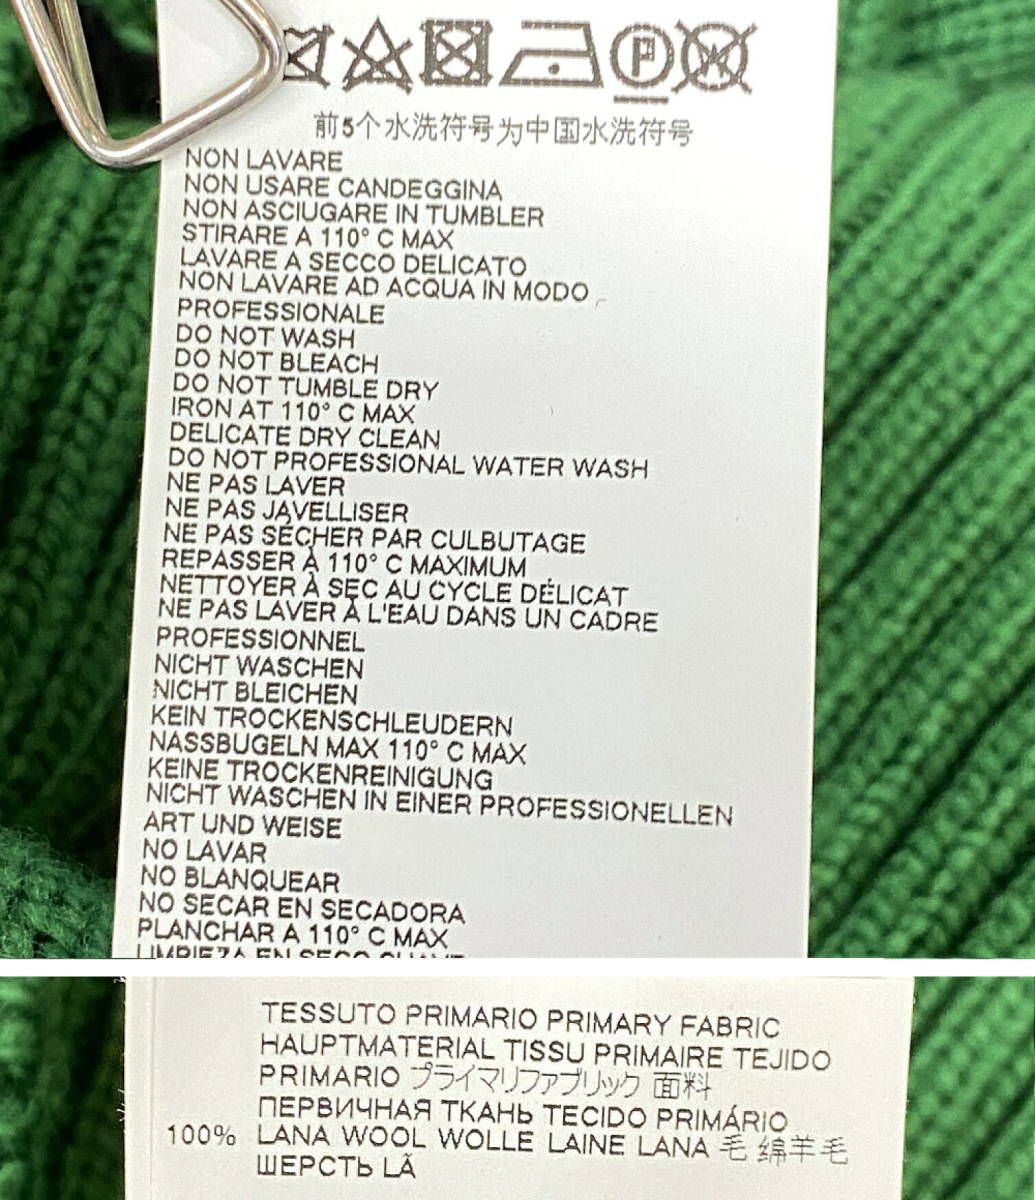 前5个水洗符号为中国水洗符号
NON LAVARE
NON USARE CANDEGGINA
NON ASCIUGARE IN TUMBLER
STIRARE A 110° C MAX
LAVARE A SECCO DELICATO
NON LAVARE AD ACQUA IN MODO
PROFESSIONALE
DO NOT WASH
DO NOT BLEACH
DO NOT TUMBLE DRY
IRON AT 110° C MAX
DELICATE DRY CLEAN
DO NOT PROFESSIONAL WATER WASH
NE PAS LAVER
NE PAS JAVELLISER
NE PAS SÉCHER PAR CULBUTAGE
REPASSER À 110° C MAXIMUM
NETTOYER À SEC AU CYCLE DÉLICAT
NE PAS LAVER À L'EAU DANS UN CADRE
PROFESSIONNEL
NICHT WASCHEN
NICHT BLEICHEN
KEIN TROCKENSCHLEUDERN
NASSBUGELN MAX 110° C MAX
KEINE TROCKENREINIGUNG
NICHT WASCHEN IN EINER PROFESSIONELLEN
ART UND WEISE
NO LAVAR
NO BLANQUEAR
NO SECAR EN SECADORA
PLANCHAR A 110° C MAX
LIMPIEZA EN SECO SUAVE
TESSUTO PRIMARIO PRIMARY FABRIC
HAUPTMATERIAL TISSU PRIMAIRE TEJIDO
PRIMARIO プライマリファブリック 面料
ПЕРВИЧНАЯ ТКАНЬ TECIDO PRIMÁRIO
100% LANA WOOL WOLLE LAINE LANA 毛 绵羊毛
ШЕРСТЬ LÃ